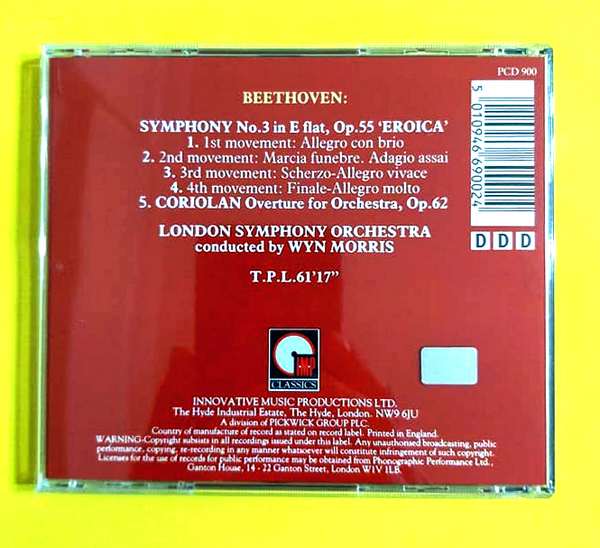 PCD 900
BEETHOVEN:
SYMPHONY No.3 in E flat, Op.55 ‘EROICA’
1. 1st movement: Allegro con brio
2. 2nd movement: Marcia funebre. Adagio assai
3. 3rd movement: Scherzo-Allegro vivace
4. 4th movement: Finale-Allegro molto
5. CORIOLAN Overture for Orchestra, Op.62
LONDON SYMPHONY ORCHESTRA
conducted by WYN MORRIS
T.P.L.61'17”
5 010946 690024
DDD
CLASSICS
INNOVATIVE MUSIC PRODUCTIONS LTD.
The Hyde Industrial Estate, The Hyde, London. NW9 6JU
A division of PICKWICK GROUP PLC.
Country of manufacture of record as stated on record label. Printed in England.
WARNING-Copyright subsists in all recordings issued under this label. Any unauthorised broadcasting, public
performance, copying, re-recording in any manner whatsoever will constitute infringement of such copyright.
Licenses for the use of records for public performance may be obtained from Phonographic Performance Ltd.,
Ganton House, 14 - 22 Ganton Street, London W1V 1LB.